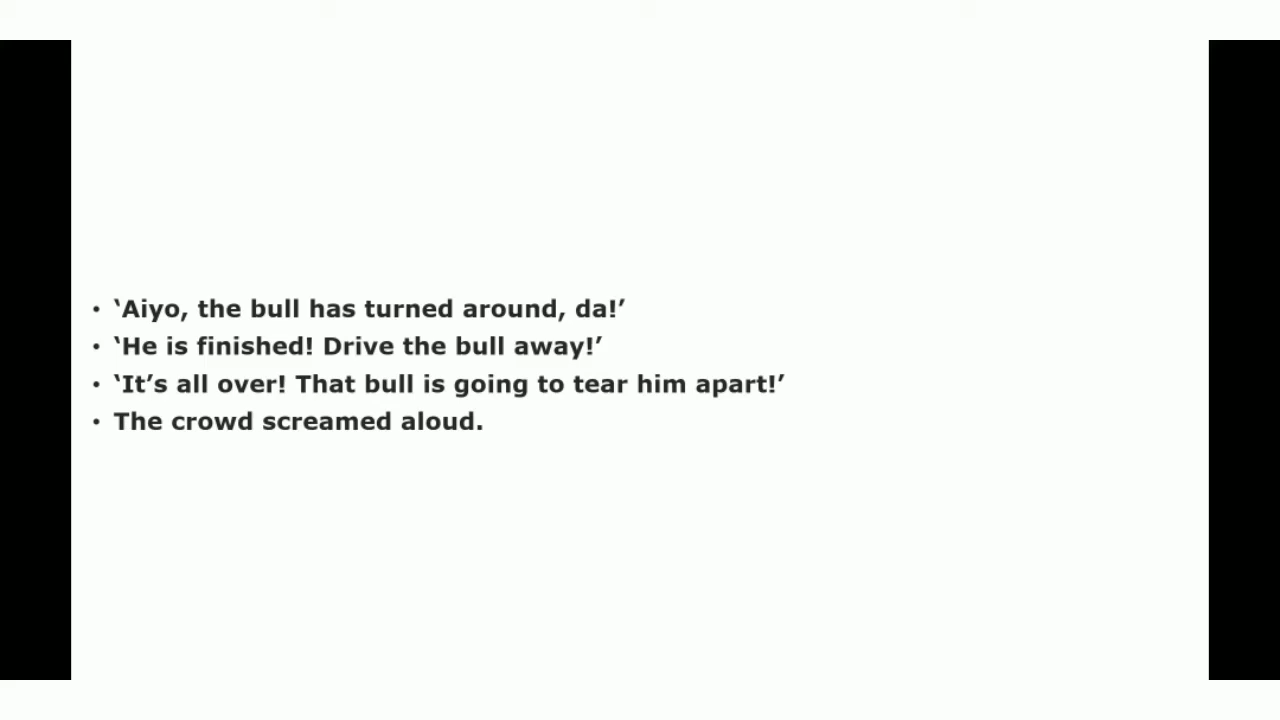 • ‘Aiyo, the bull has turned around, da!’
• ‘He is finished! Drive the bull away!’
• ‘It’s all over! That bull is going to tear him apart!’
• The crowd screamed aloud.